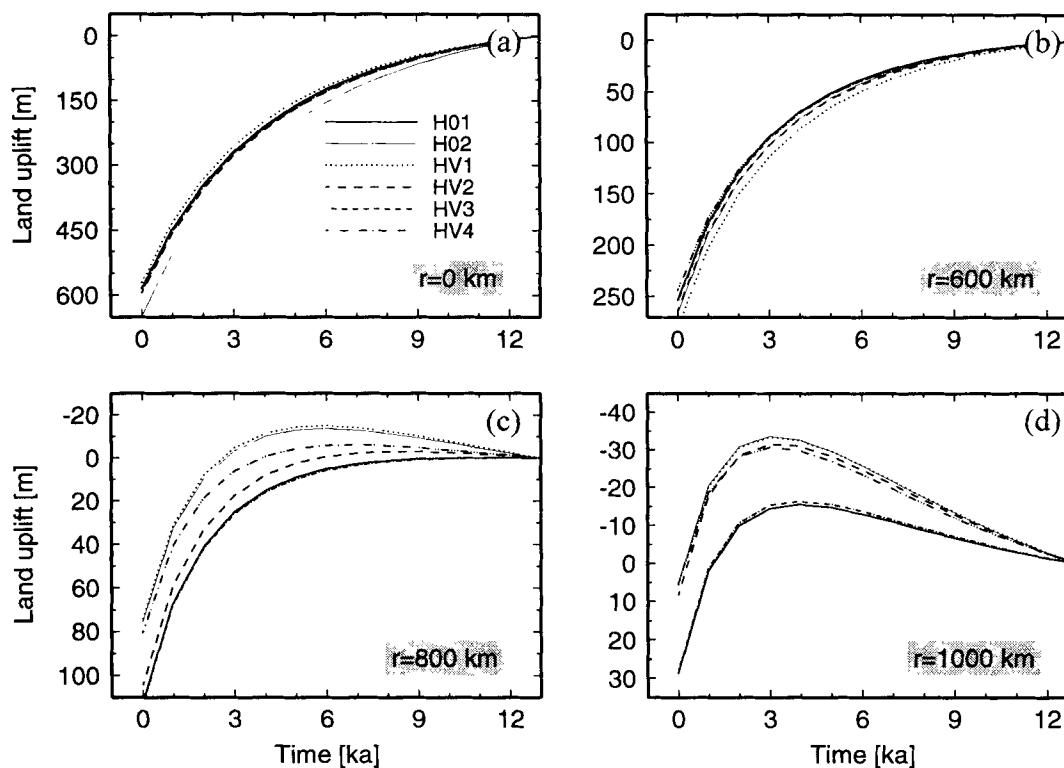 (a)
Land uplift [m]
0
150
300
450
600
H01
H02
HV1
HV2
HV3
HV4
r=0 km
0 3 6 9 12
(b)
0
50
100
150
200
250
r=600 km
0 3 6 9 12
(c)
Land uplift [m]
-20
0
20
40
60
80
100
r=800 km
0 3 6 9 12
Time [ka]
(d)
-40
-30
-20
-10
0
10
20
30
r=1000 km
0 3 6 9 12
Time [ka]